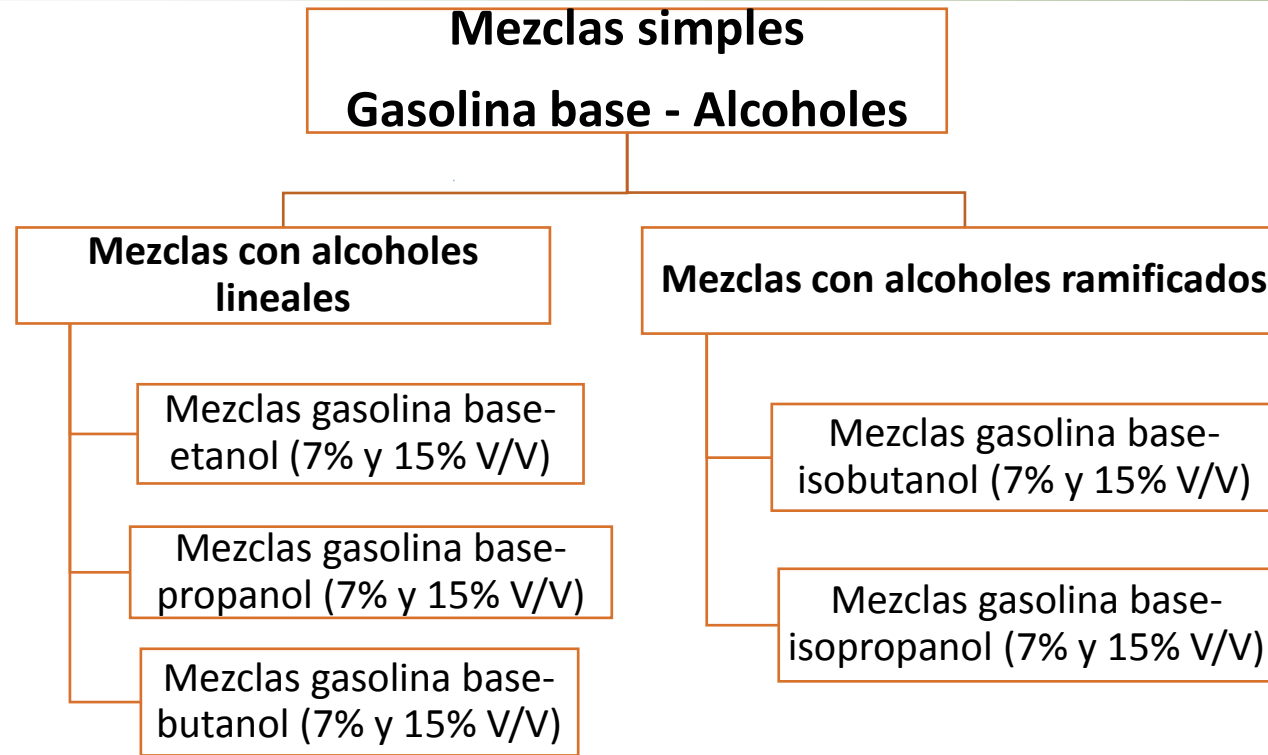 Mezclas simples
Gasolina base - Alcoholes
Mezclas con alcoholes
lineales
Mezclas gasolina base-
etanol (7% y 15% V/V)
Mezclas gasolina base-
propanol (7% y 15% V/V)
Mezclas gasolina base-
butanol (7% y 15% V/V)
Mezclas con alcoholes ramificados
Mezclas gasolina base-
isobutanol (7% y 15% V/V)
Mezclas gasolina base-
isopropanol (7% y 15% V/V)